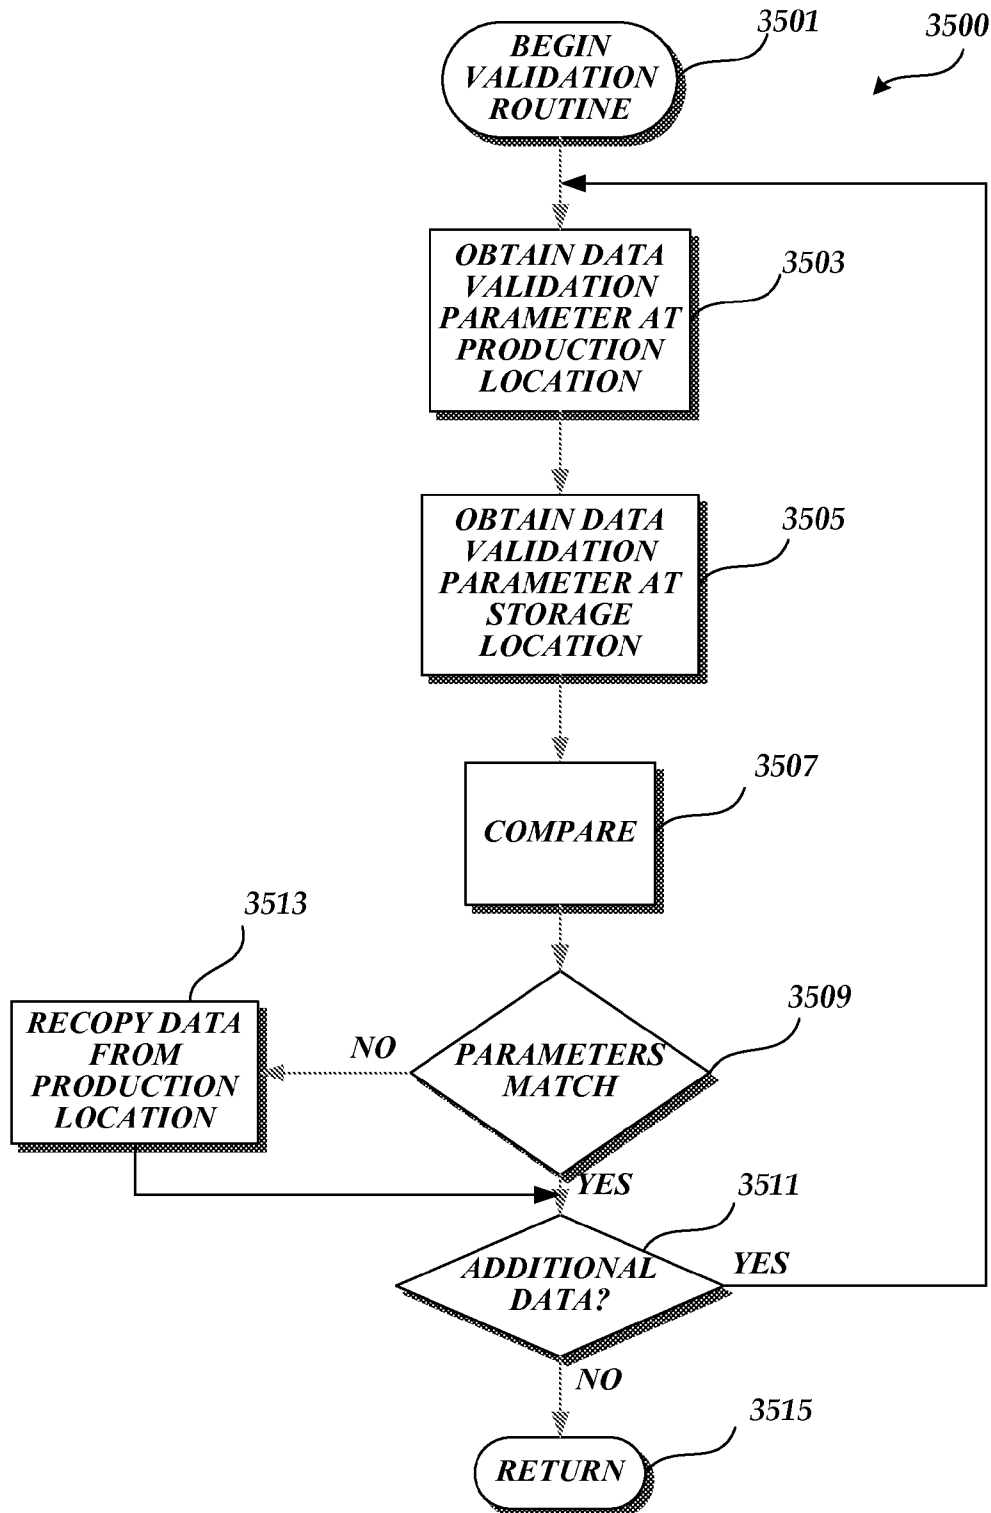 3501
3500
BEGIN
VALIDATION
ROUTINE
3503
OBTAIN DATA
VALIDATION
PARAMETER AT
PRODUCTION
LOCATION
3505
OBTAIN DATA
VALIDATION
PARAMETER AT
STORAGE
LOCATION
3507
COMPARE
3513
3509
RECOPY DATA
FROM
PRODUCTION
LOCATION
NO
PARAMETERS
MATCH
YES
3511
ADDITIONAL
DATA?
YES
NO
3515
RETURN